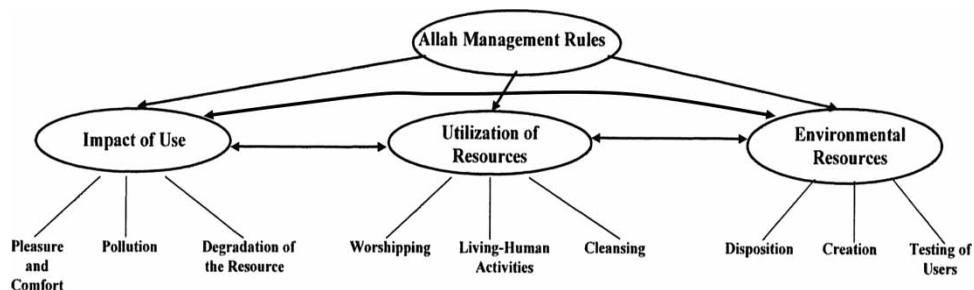 Allah Management
Rules
Impact of Use
Utilization of
Resources
Environmental
Resources
Pleasure
and
Comfort
Pollution
Degradation of
the Resource
Worshipping
Living-Human
Activities
Cleansing
Disposition
Creation
Testing of
Users